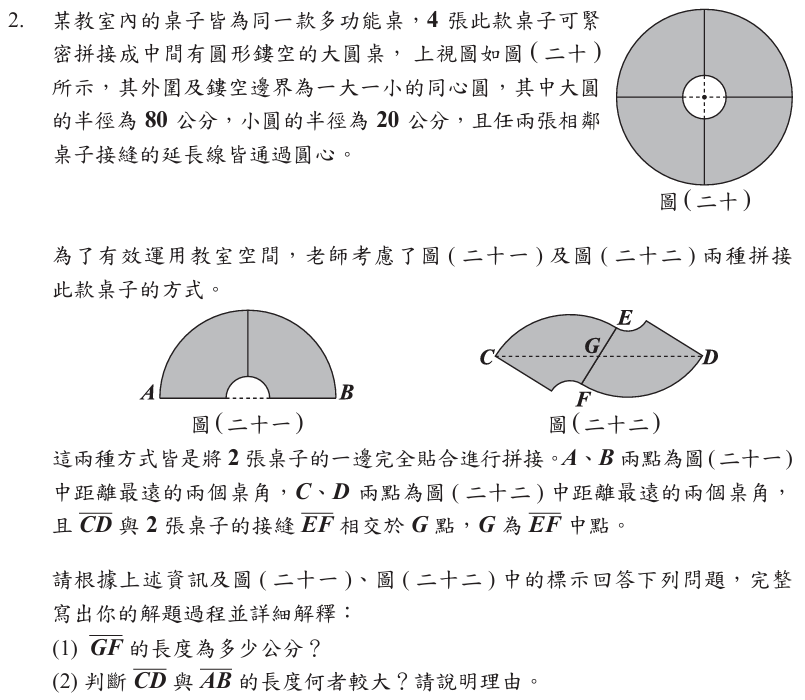 2. 某教室內的桌子皆為同一款多功能桌，4 張此款桌子可緊
密拼接成中間有圓形鏤空的大圓桌，上視圖如圖(二十)
所示，其外圍及鏤空邊界為一大一小的同心圓，其中大圓
的半徑為 80 公分，小圓的半徑為 20 公分，且任兩張相鄰
桌子接縫的延長線皆通過圓心。
圖(二十)
為了有效運用教室空間，老師考慮了圖(二十一)及圖(二十二)兩種拼接
此款桌子的方式。
A
B
圖(二十一)
C
D
E
F
G
圖(二十二)
這兩種方式皆是將 2 張桌子的一邊完全貼合進行拼接。A、B 兩點為圖(二十一)
中距離最遠的兩個桌角，C、D 兩點為圖(二十二)中距離最遠的兩個桌角，
且 CD 與 2 張桌子的接縫 EF 相交於 G 點，G 為 EF 中點。
請根據上述資訊及圖(二十一)、圖(二十二)中的標示回答下列問題，完整
寫出你的解題過程並詳細解釋：
(1) GF 的長度為多少公分？
(2) 判斷 CD 與 AB 的長度何者較大？請說明理由。